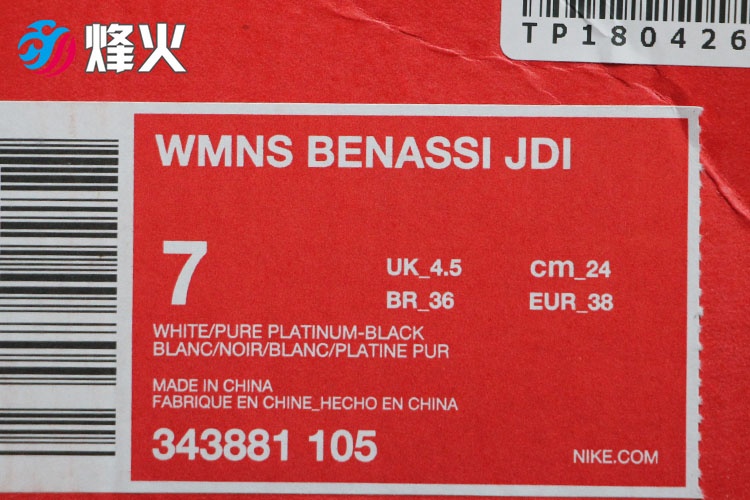 烽火
TP180426
WMNS BENASSI JDI
7
UK_4.5 cm_24
BR_36 EUR_38
WHITE/PURE PLATINUM-BLACK
BLANC/NOIR/BLANC/PLATINE PUR
MADE IN CHINA
FABRIQUE EN CHINE_HECHO EN CHINA
343881 105
NIKE.COM